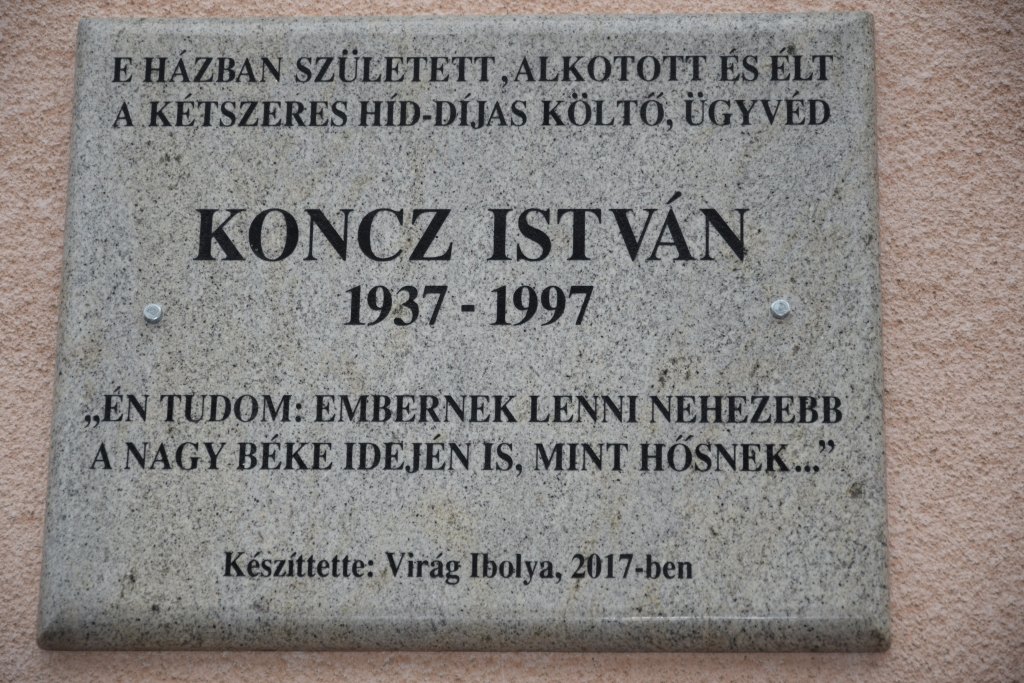 E HÁZBAN SZÜLETETT, ALKOTOTT ÉS ÉLT
A KÉTSZERES HÍD-DÍJAS KÖLTŐ, ÜGYVÉD
KONCZ ISTVÁN
1937 - 1997
„ÉN TUDOM: EMBERNEK LENNI NEHEZEBB
A NAGY BÉKE IDEJÉN IS, MINT HŐSNEK...”
Készíttette: Virág Ibolya, 2017-ben